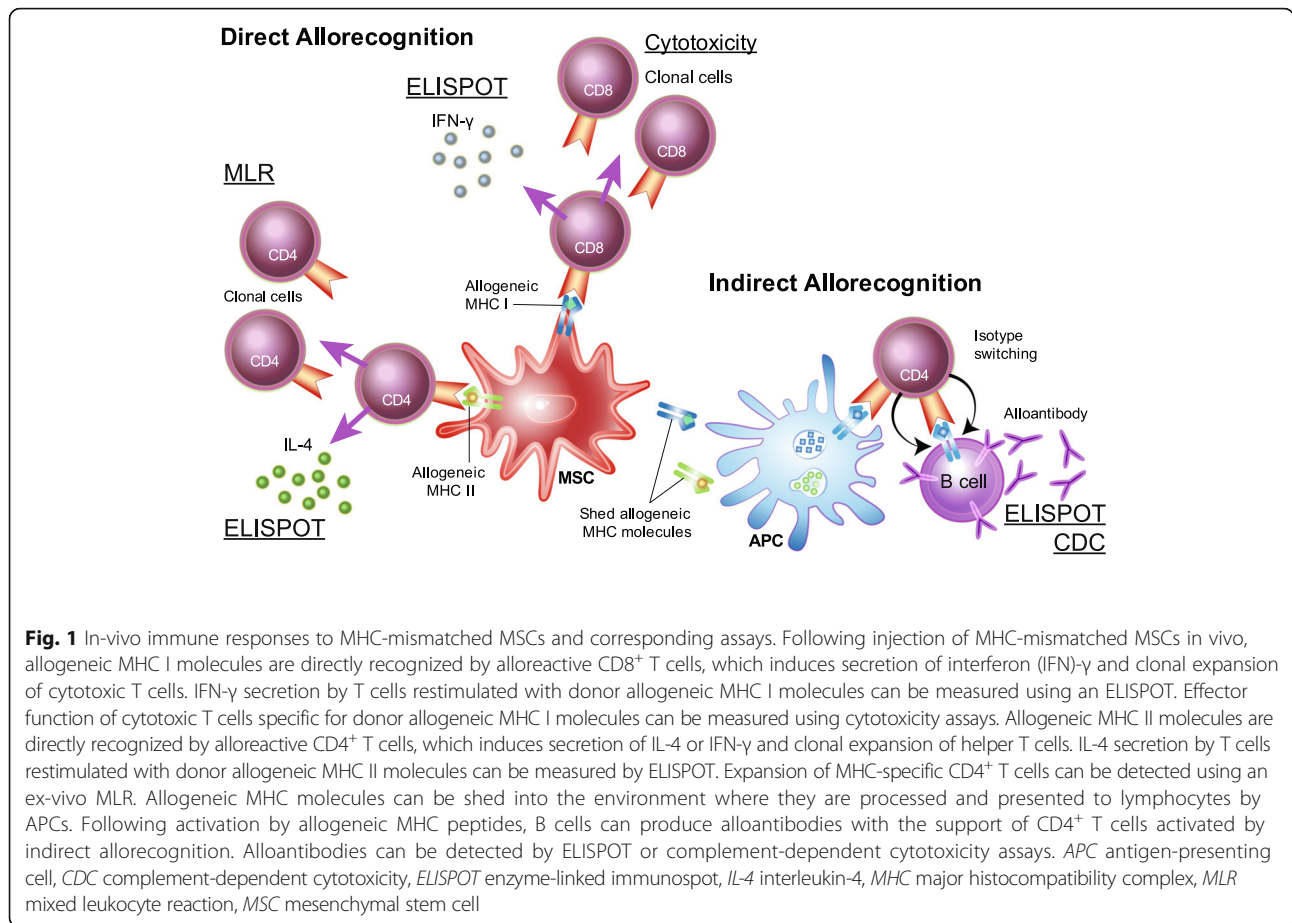 Direct Allorecognition
Cytotoxicity
Clonal cells
CD8
CD8
ELISPOT
IFN-γ
CD8
MLR
CD4
Clonal cells
CD4
CD4
IL-4
ELISPOT
Allogeneic
MHC I
Allogeneic
MHC II
MSC
Indirect Allorecognition
CD4
Isotype
switching
Alloantibody
B cell
Shed allogeneic
MHC molecules
APC
ELISPOT
CDC
Fig. 1 In-vivo immune responses to MHC-mismatched MSCs and corresponding assays. Following injection of MHC-mismatched MSCs in vivo,
allogeneic MHC I molecules are directly recognized by alloreactive CD8⁺ T cells, which induces secretion of interferon (IFN)-γ and clonal expansion
of cytotoxic T cells. IFN-γ secretion by T cells restimulated with donor allogeneic MHC I molecules can be measured using an ELISPOT. Effector
function of cytotoxic T cells specific for donor allogeneic MHC I molecules can be measured using cytotoxicity assays. Allogeneic MHC II molecules are
directly recognized by alloreactive CD4⁺ T cells, which induces secretion of IL-4 or IFN-γ and clonal expansion of helper T cells. IL-4 secretion by T cells
restimulated with donor allogeneic MHC II molecules can be measured by ELISPOT. Expansion of MHC-specific CD4⁺ T cells can be detected using an
ex-vivo MLR. Allogeneic MHC molecules can be shed into the environment where they are processed and presented to lymphocytes by
APCs. Following activation by allogeneic MHC peptides, B cells can produce alloantibodies with the support of CD4⁺ T cells activated by
indirect allorecognition. Alloantibodies can be detected by ELISPOT or complement-dependent cytotoxicity assays. APC antigen-presenting
cell, CDC complement-dependent cytotoxicity, ELISPOT enzyme-linked immunospot, IL-4 interleukin-4, MHC major histocompatibility complex, MLR
mixed leukocyte reaction, MSC mesenchymal stem cell